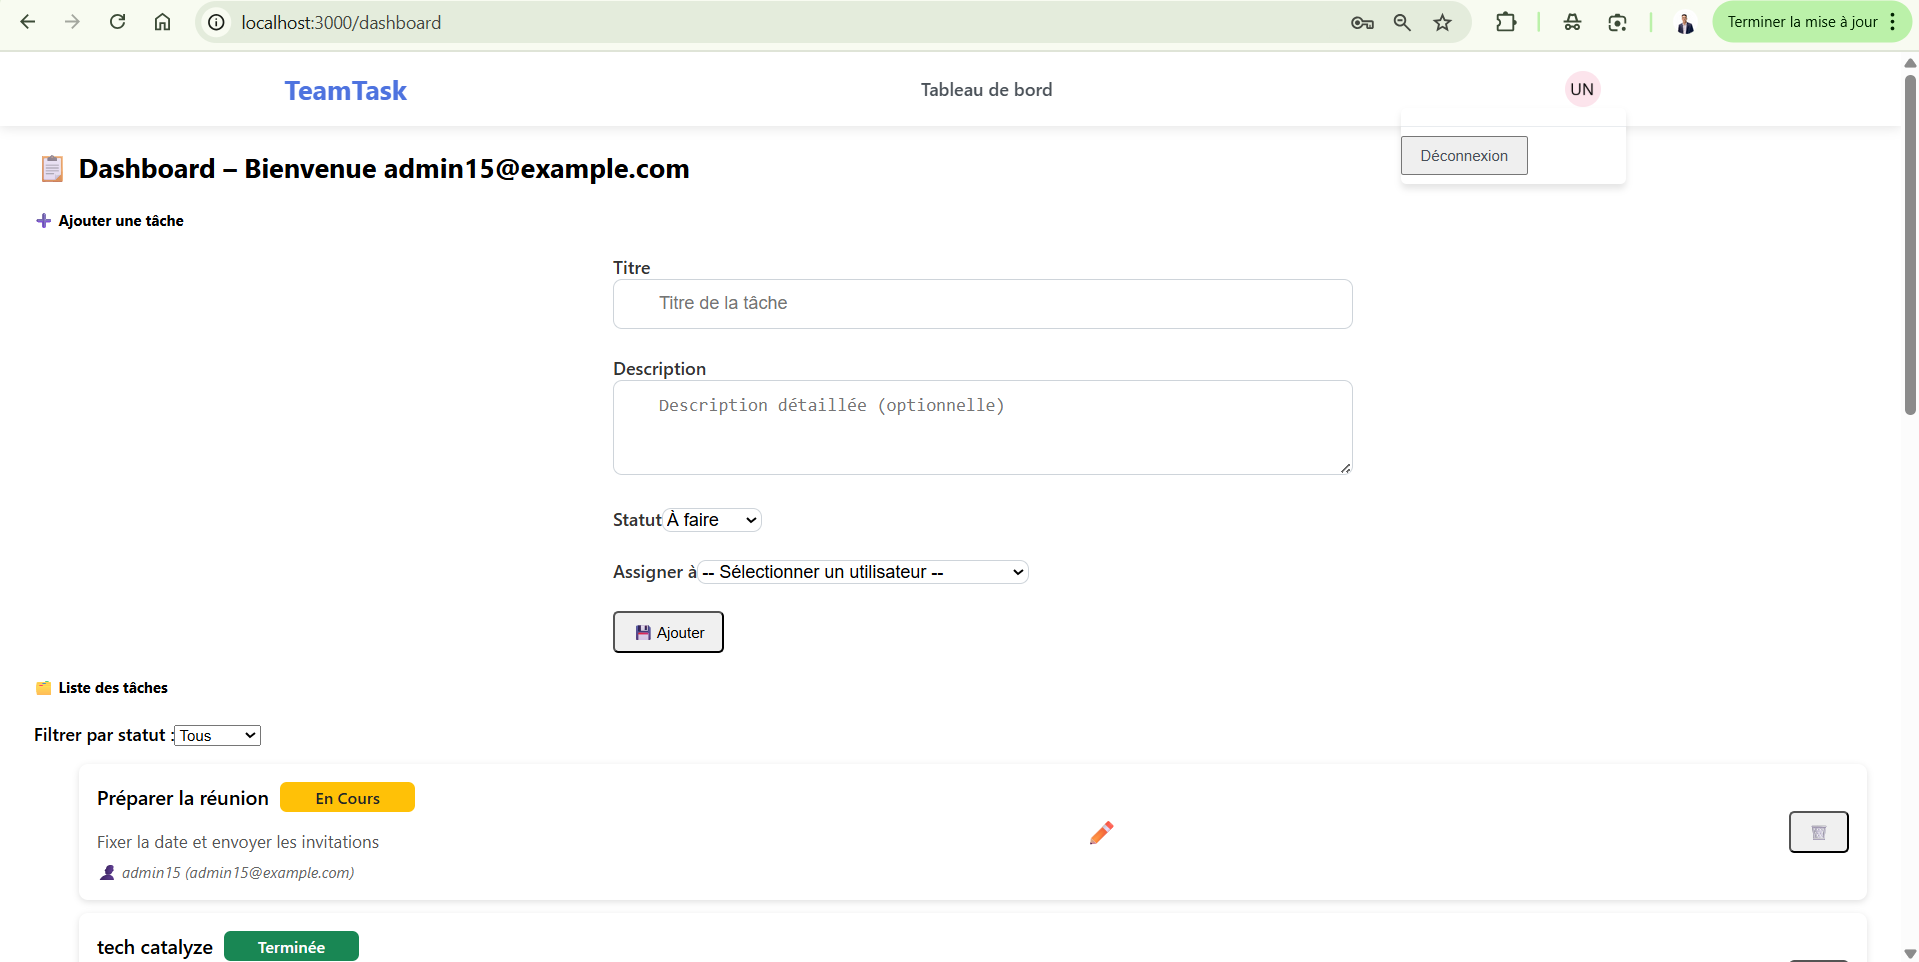 localhost:3000/dashboard
Terminer la mise à jour
TeamTask
Tableau de bord
UN
Déconnexion
Dashboard – Bienvenue admin15@example.com
Ajouter une tâche
Titre
Titre de la tâche
Description
Description détaillée (optionnelle)
Statut À faire
Assigner à -- Sélectionner un utilisateur --
Ajouter
Liste des tâches
Filtrer par statut : Tous
Préparer la réunion En Cours
Fixer la date et envoyer les invitations
admin15 (admin15@example.com)
tech catalyze Terminée